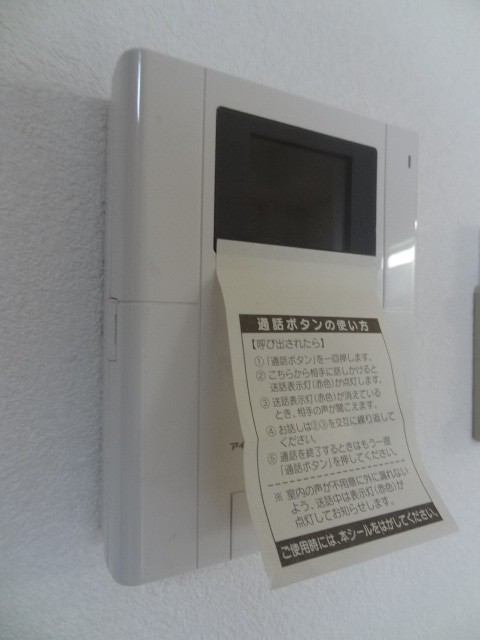 通話ボタンの使い方
【呼び出されたら】
①「通話ボタン」を一回押します。
②こちらから相手に話しかけると
送話表示灯(赤色)が点灯します。
③送話表示灯(赤色)が消えている
とき、相手の声が聞こえます。
④お話しは②③を交互に繰り返して
ください。
⑤通話を終了するときはもう一度
「通話ボタン」を押してください。
※室内の声が不用意に外に漏れない
よう、送話中は表示灯(赤色)が
点灯してお知らせします。
ご使用時には、本シールをはがしてください。
アイ